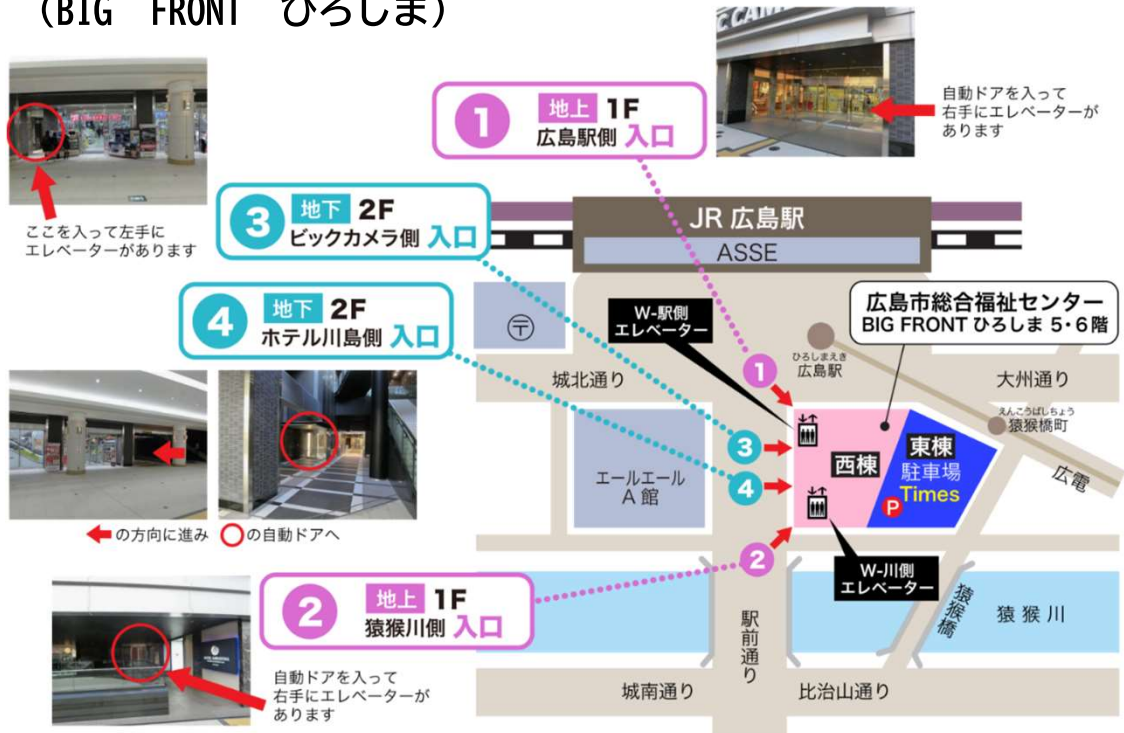 （BIG FRONT ひろしま）
C CAM
自動ドアを入って
右手にエレベーターが
あります
1
地上 1F
広島駅側 入口
ここを入って左手に
エレベーターがあります
3
地下 2F
ビックカメラ側 入口
4
地下 2F
ホテル川島側 入口
JR 広島駅
ASSE
〒
W-駅側
エレベーター
広島市総合福祉センター
BIG FRONT ひろしま 5・6階
ひろしまえき
広島駅
城北通り
1
大州通り
えんこうばしちょう
猿猴橋町
広電
エールエール
A 館
3
4
西棟
東棟
駐車場
Times
P
の方向に進み
の自動ドアへ
2
W-川側
エレベーター
2
地上 1F
猿猴川側 入口
自動ドアを入って
右手にエレベーターが
あります
駅前通り
猿猴橋
猿猴川
城南通り
比治山通り